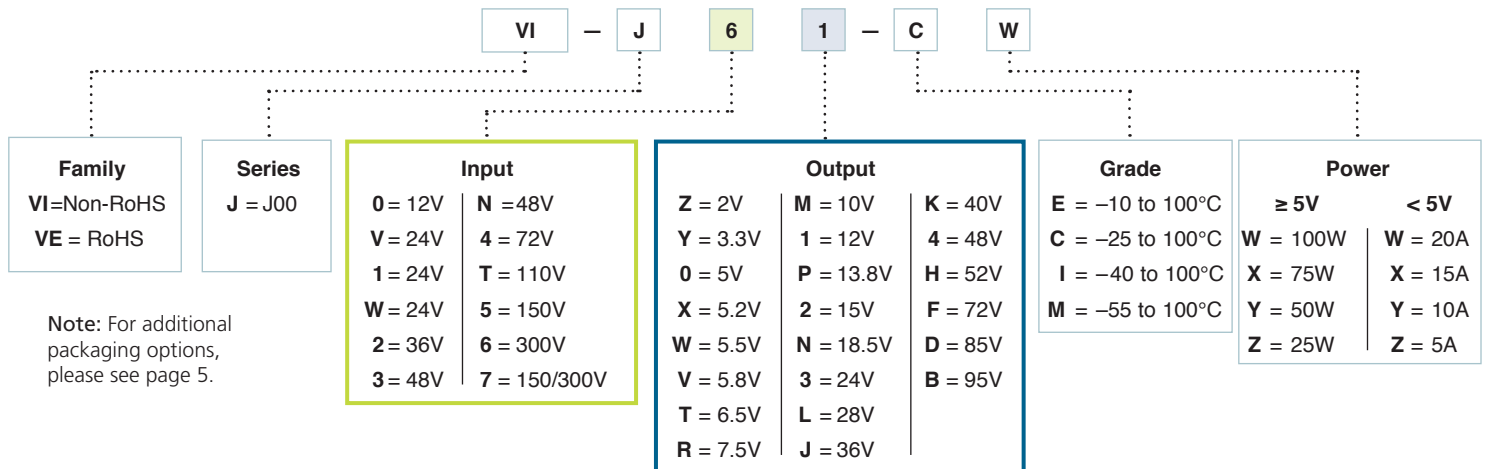 VI – J 6 1 – C W
Family
VI=Non-RoHS
VE = RoHS
Series
J = J00
Input
0 = 12V N =48V
V = 24V 4 = 72V
1 = 24V T = 110V
W = 24V 5 = 150V
2 = 36V 6 = 300V
3 = 48V 7 = 150/300V
Output
Z = 2V M = 10V K = 40V
Y = 3.3V 1 = 12V 4 = 48V
0 = 5V P = 13.8V H = 52V
X = 5.2V 2 = 15V F = 72V
W = 5.5V N = 18.5V D = 85V
V = 5.8V 3 = 24V B = 95V
T = 6.5V L = 28V
R = 7.5V J = 36V
Grade
E = –10 to 100°C
C = –25 to 100°C
I = –40 to 100°C
M = –55 to 100°C
Power
≥ 5V < 5V
W = 100W W = 20A
X = 75W X = 15A
Y = 50W Y = 10A
Z = 25W Z = 5A
Note: For additional
packaging options,
please see page 5.